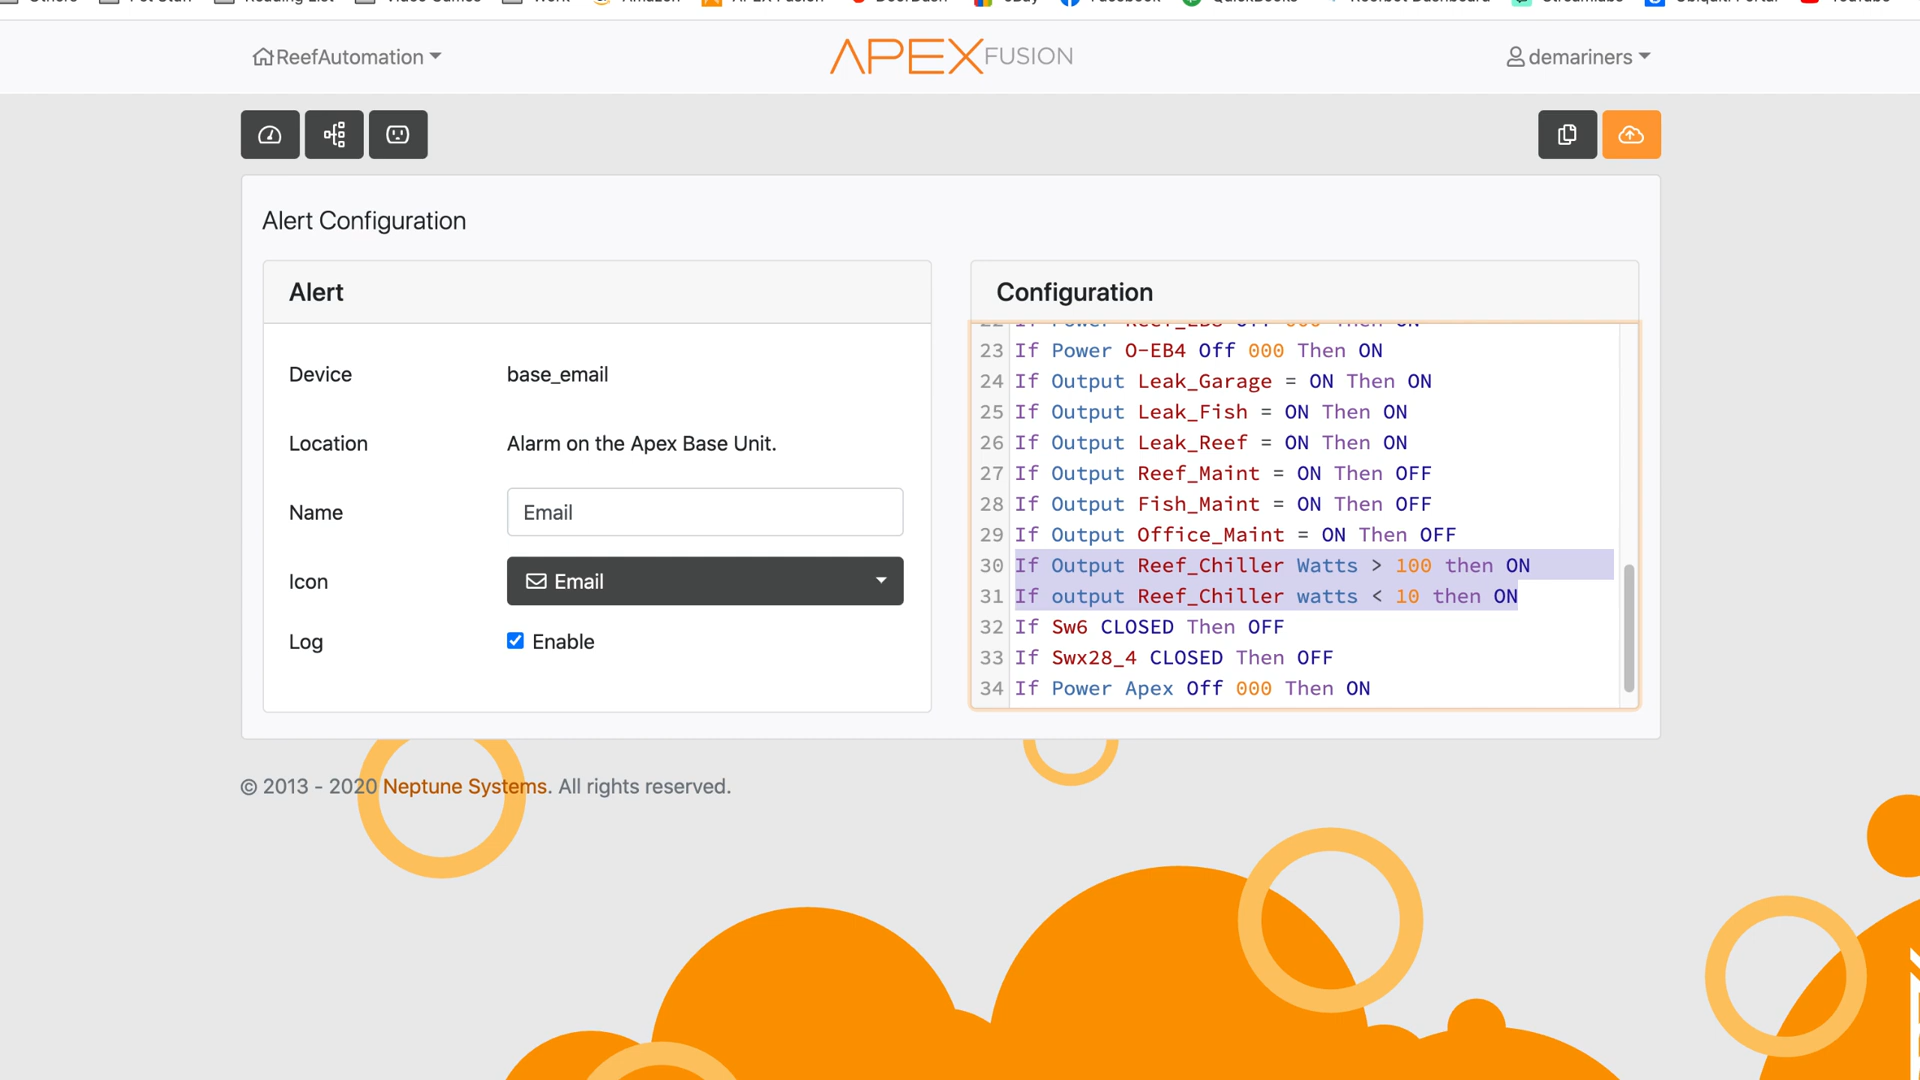 ReefAutomation
APEX FUSION
demariners
Alert Configuration
Alert
Device base_email
Location Alarm on the Apex Base Unit.
Name Email
Icon Email
Log Enable
Configuration
23 If Power O-EB4 Off 000 Then ON
24 If Output Leak_Garage = ON Then ON
25 If Output Leak_Fish = ON Then ON
26 If Output Leak_Reef = ON Then ON
27 If Output Reef_Maint = ON Then OFF
28 If Output Fish_Maint = ON Then OFF
29 If Output Office_Maint = ON Then OFF
30 If Output Reef_Chiller Watts > 100 then ON
31 If output Reef_Chiller watts < 10 then ON
32 If Sw6 CLOSED Then OFF
33 If Swx28_4 CLOSED Then OFF
34 If Power Apex Off 000 Then ON
© 2013 - 2020 Neptune Systems. All rights reserved.